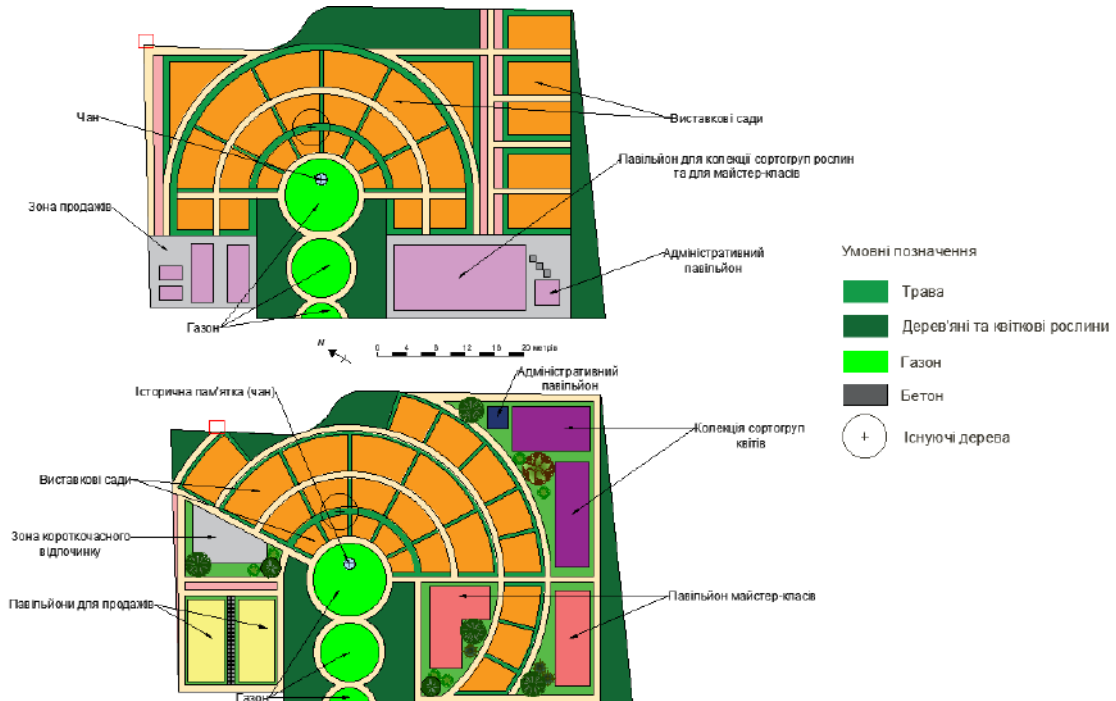 Чан
Зона продажів
Газон
Виставкові сади
Павільйон для колекції сортогруп рослин
та для майстер-класів
Адміністративний
павільйон
N
0 4 8 12 16 20 метрів
Умовні позначення
Трава
Дерев'яні та квіткові рослини
Газон
Бетон
Існуючі дерева
Історична пам'ятка (чан)
Виставкові сади
Зона короткочасного
відпочинку
Павільйони для продажів
Газон
Адміністративний
павільйон
Колекція сортогруп
квітів
Павільйон майстер-класів